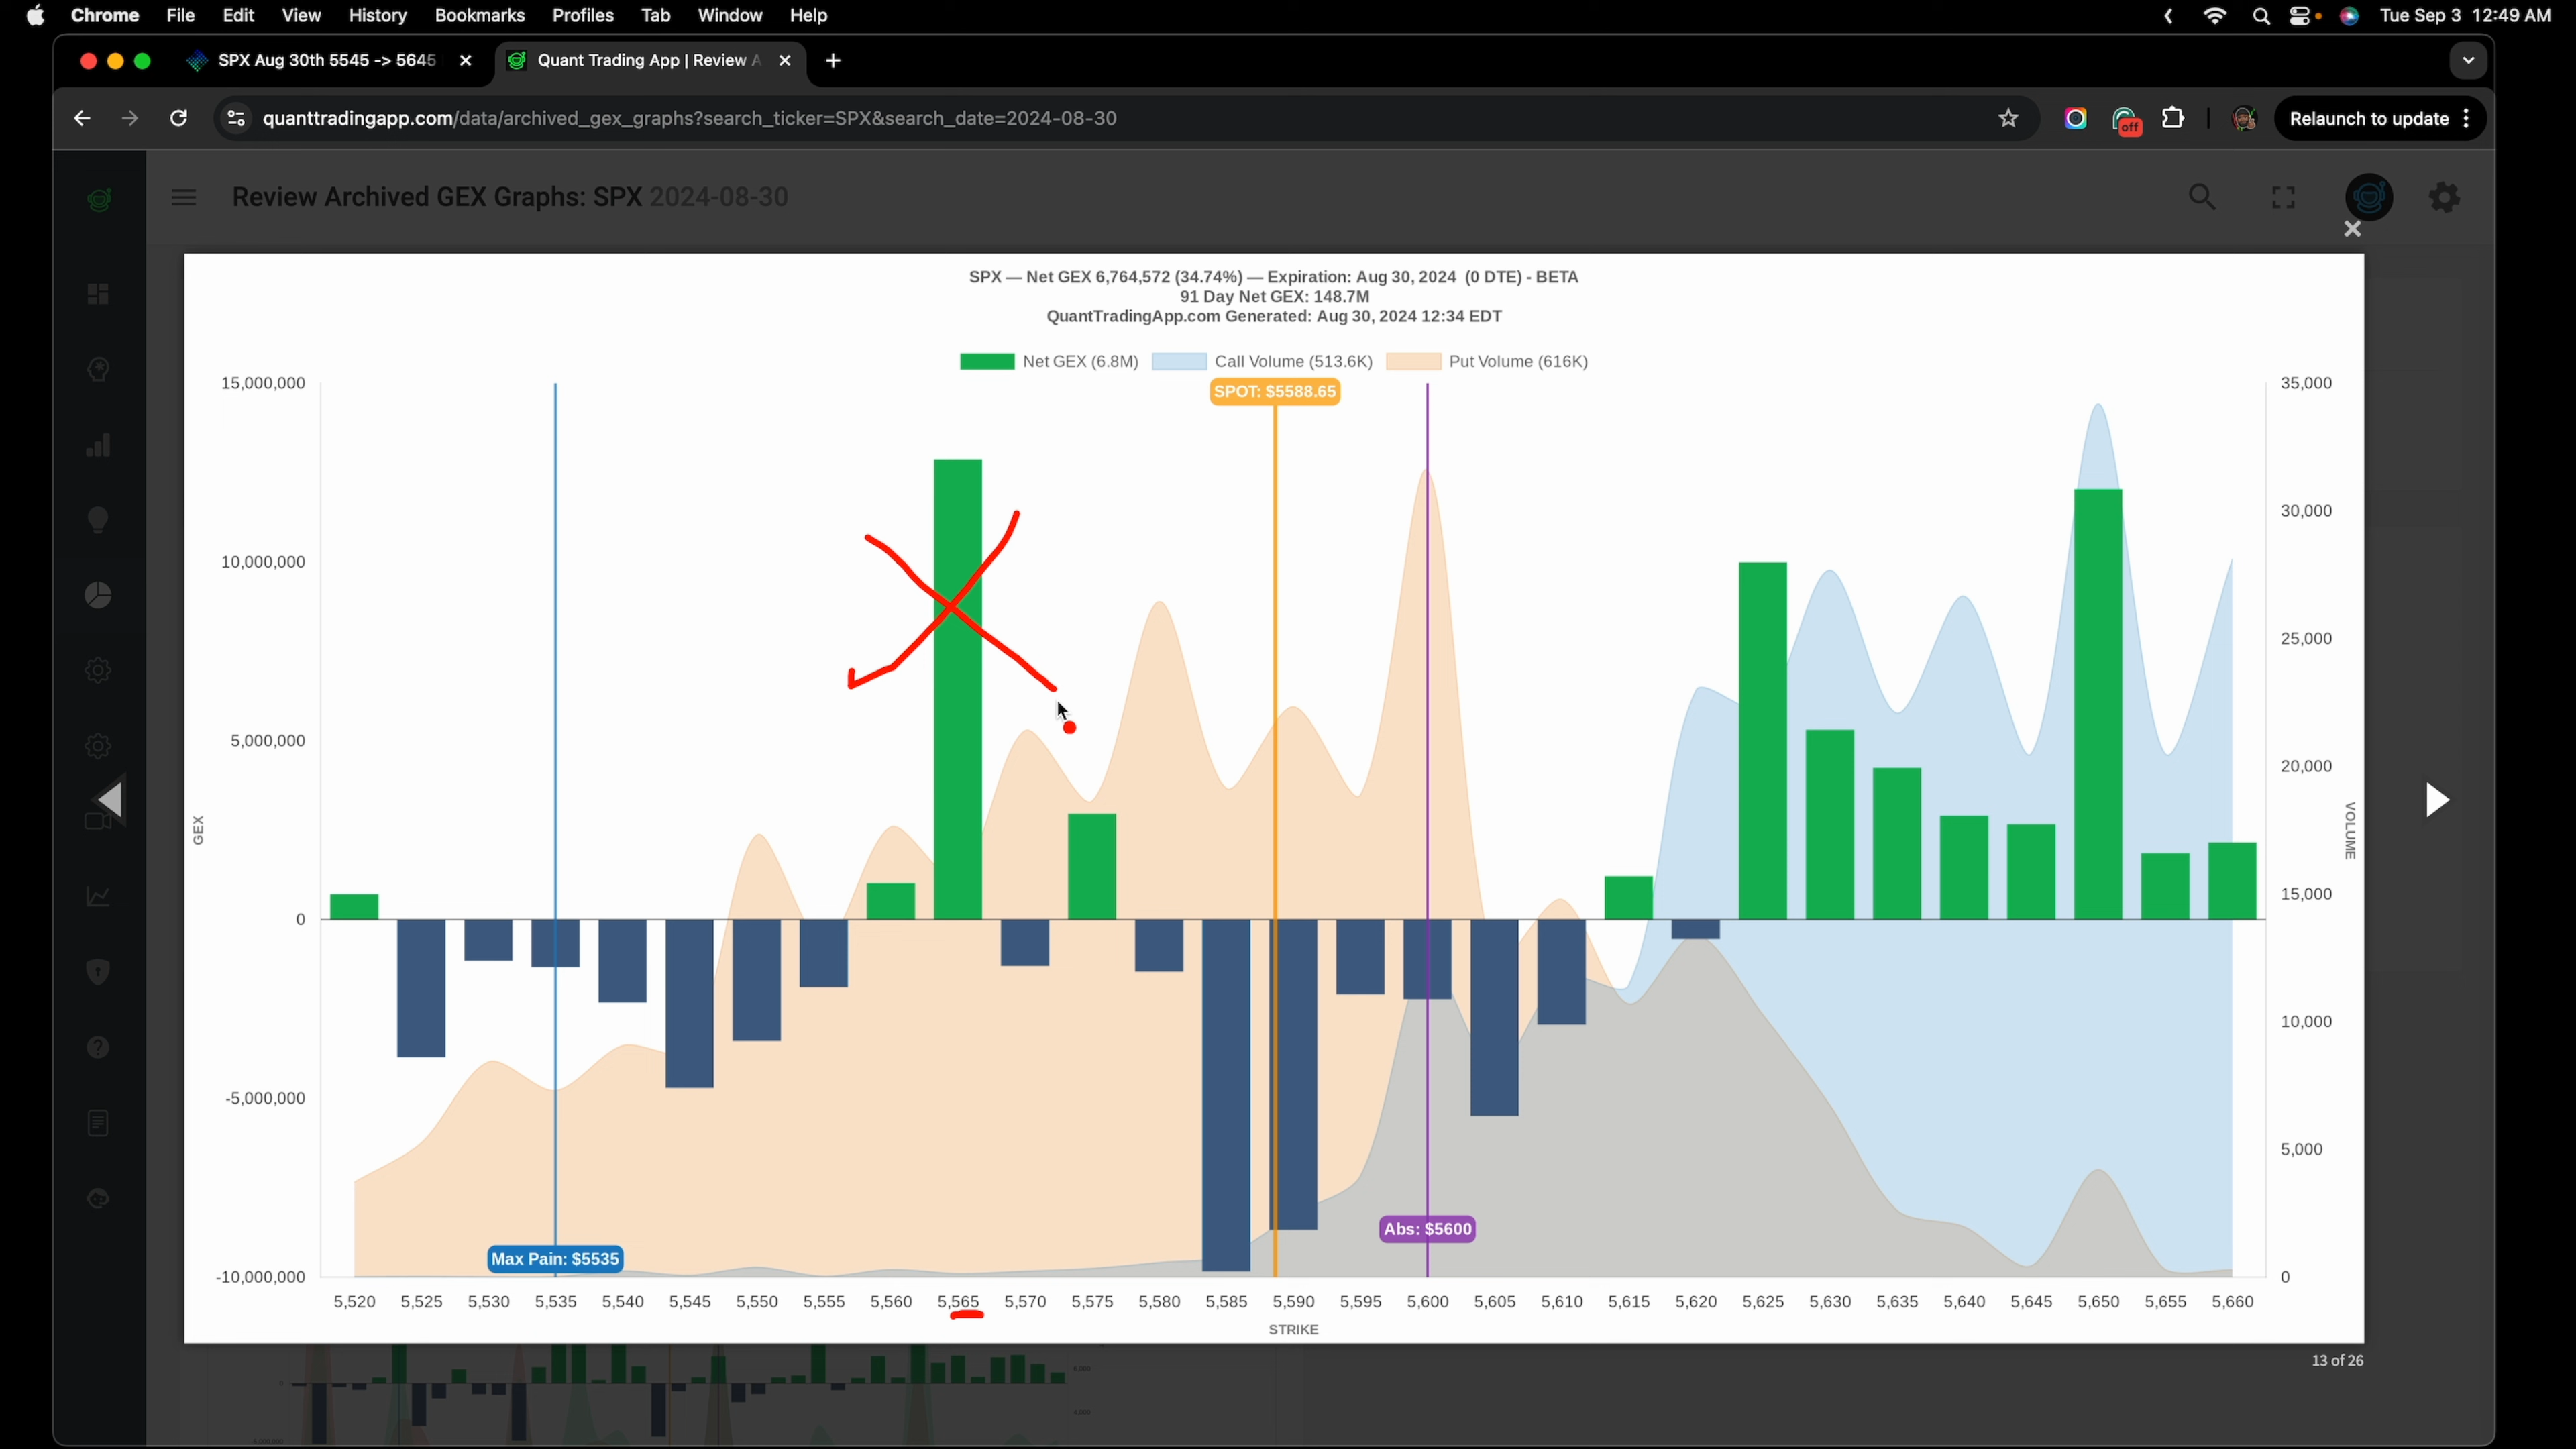 Chrome File Edit View History Bookmarks Profiles Tab Window Help Tue Sep 3 12:49 AM
SPX Aug 30th 5545 -> 5645 Quant Trading App | Review A
quanttradingapp.com/data/archived_gex_graphs?search_ticker=SPX&search_date=2024-08-30 off Relaunch to update
Review Archived GEX Graphs: SPX 2024-08-30
SPX — Net GEX 6,764,572 (34.74%) — Expiration: Aug 30, 2024 (0 DTE) - BETA
91 Day Net GEX: 148.7M
QuantTradingApp.com Generated: Aug 30, 2024 12:34 EDT
Net GEX (6.8M) Call Volume (513.6K) Put Volume (616K)
15,000,000 35,000
SPOT: $5588.65
30,000
10,000,000
25,000
5,000,000
20,000
GEX VOLUME
15,000
0
10,000
-5,000,000
5,000
Abs: $5600
Max Pain: $5535
-10,000,000 0
5,520 5,525 5,530 5,535 5,540 5,545 5,550 5,555 5,560 5,565 5,570 5,575 5,580 5,585 5,590 5,595 5,600 5,605 5,610 5,615 5,620 5,625 5,630 5,635 5,640 5,645 5,650 5,655 5,660
STRIKE
13 of 26